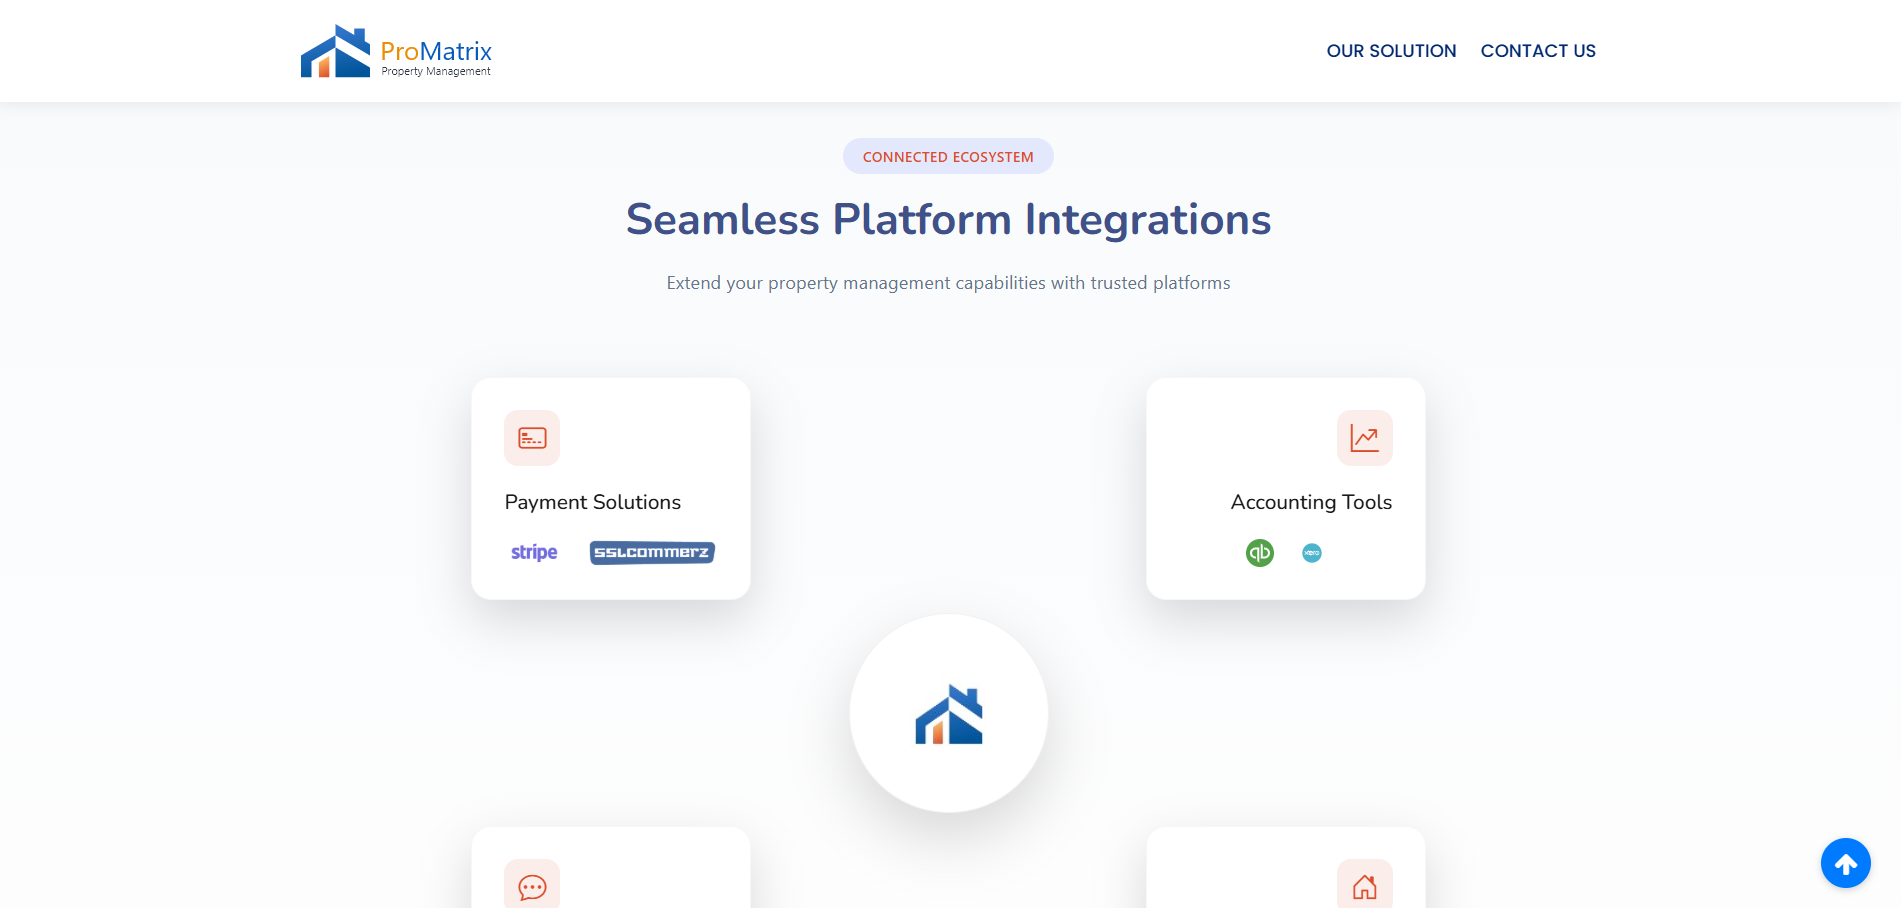 ProMatrix
Property Management
OUR SOLUTION CONTACT US
CONNECTED ECOSYSTEM
Seamless Platform Integrations
Extend your property management capabilities with trusted platforms
Payment Solutions
stripe SSLCOMMERZ
Accounting Tools
qb xero